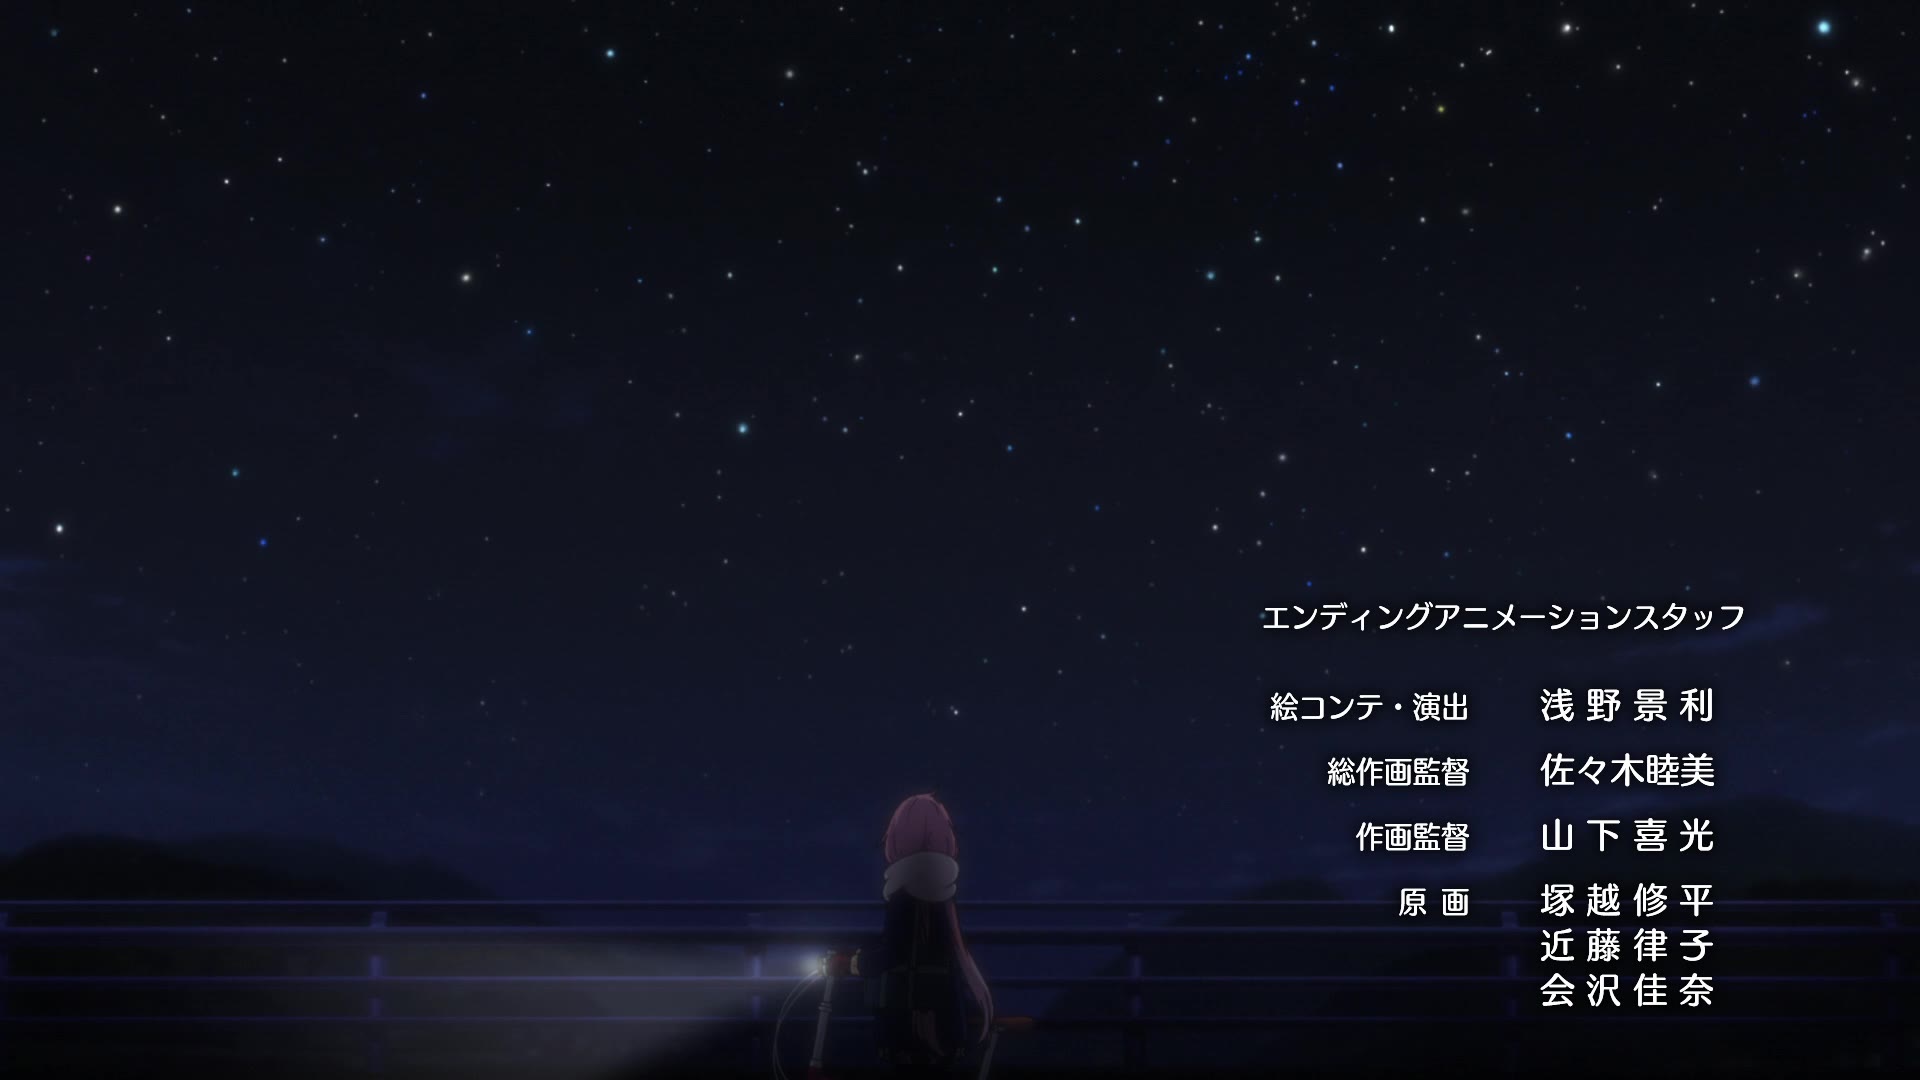 エンディングアニメーションスタッフ
絵コンテ・演出 浅野景利
総作画監督 佐々木睦美
作画監督 山下喜光
原画 塚越修平
近藤律子
会沢佳奈